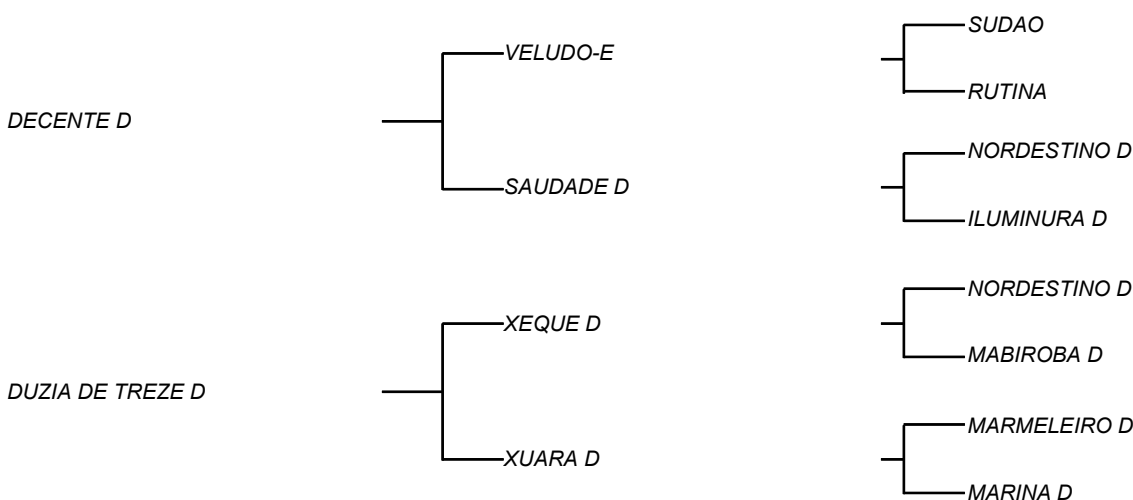 SUDAO
VELUDO-E
RUTINA
DECENTE D
NORDESTINO D
SAUDADE D
ILUMINURA D
NORDESTINO D
XEQUE D
MABIROBA D
DUZIA DE TREZE D
MARMELEIRO D
XUARA D
MARINA D